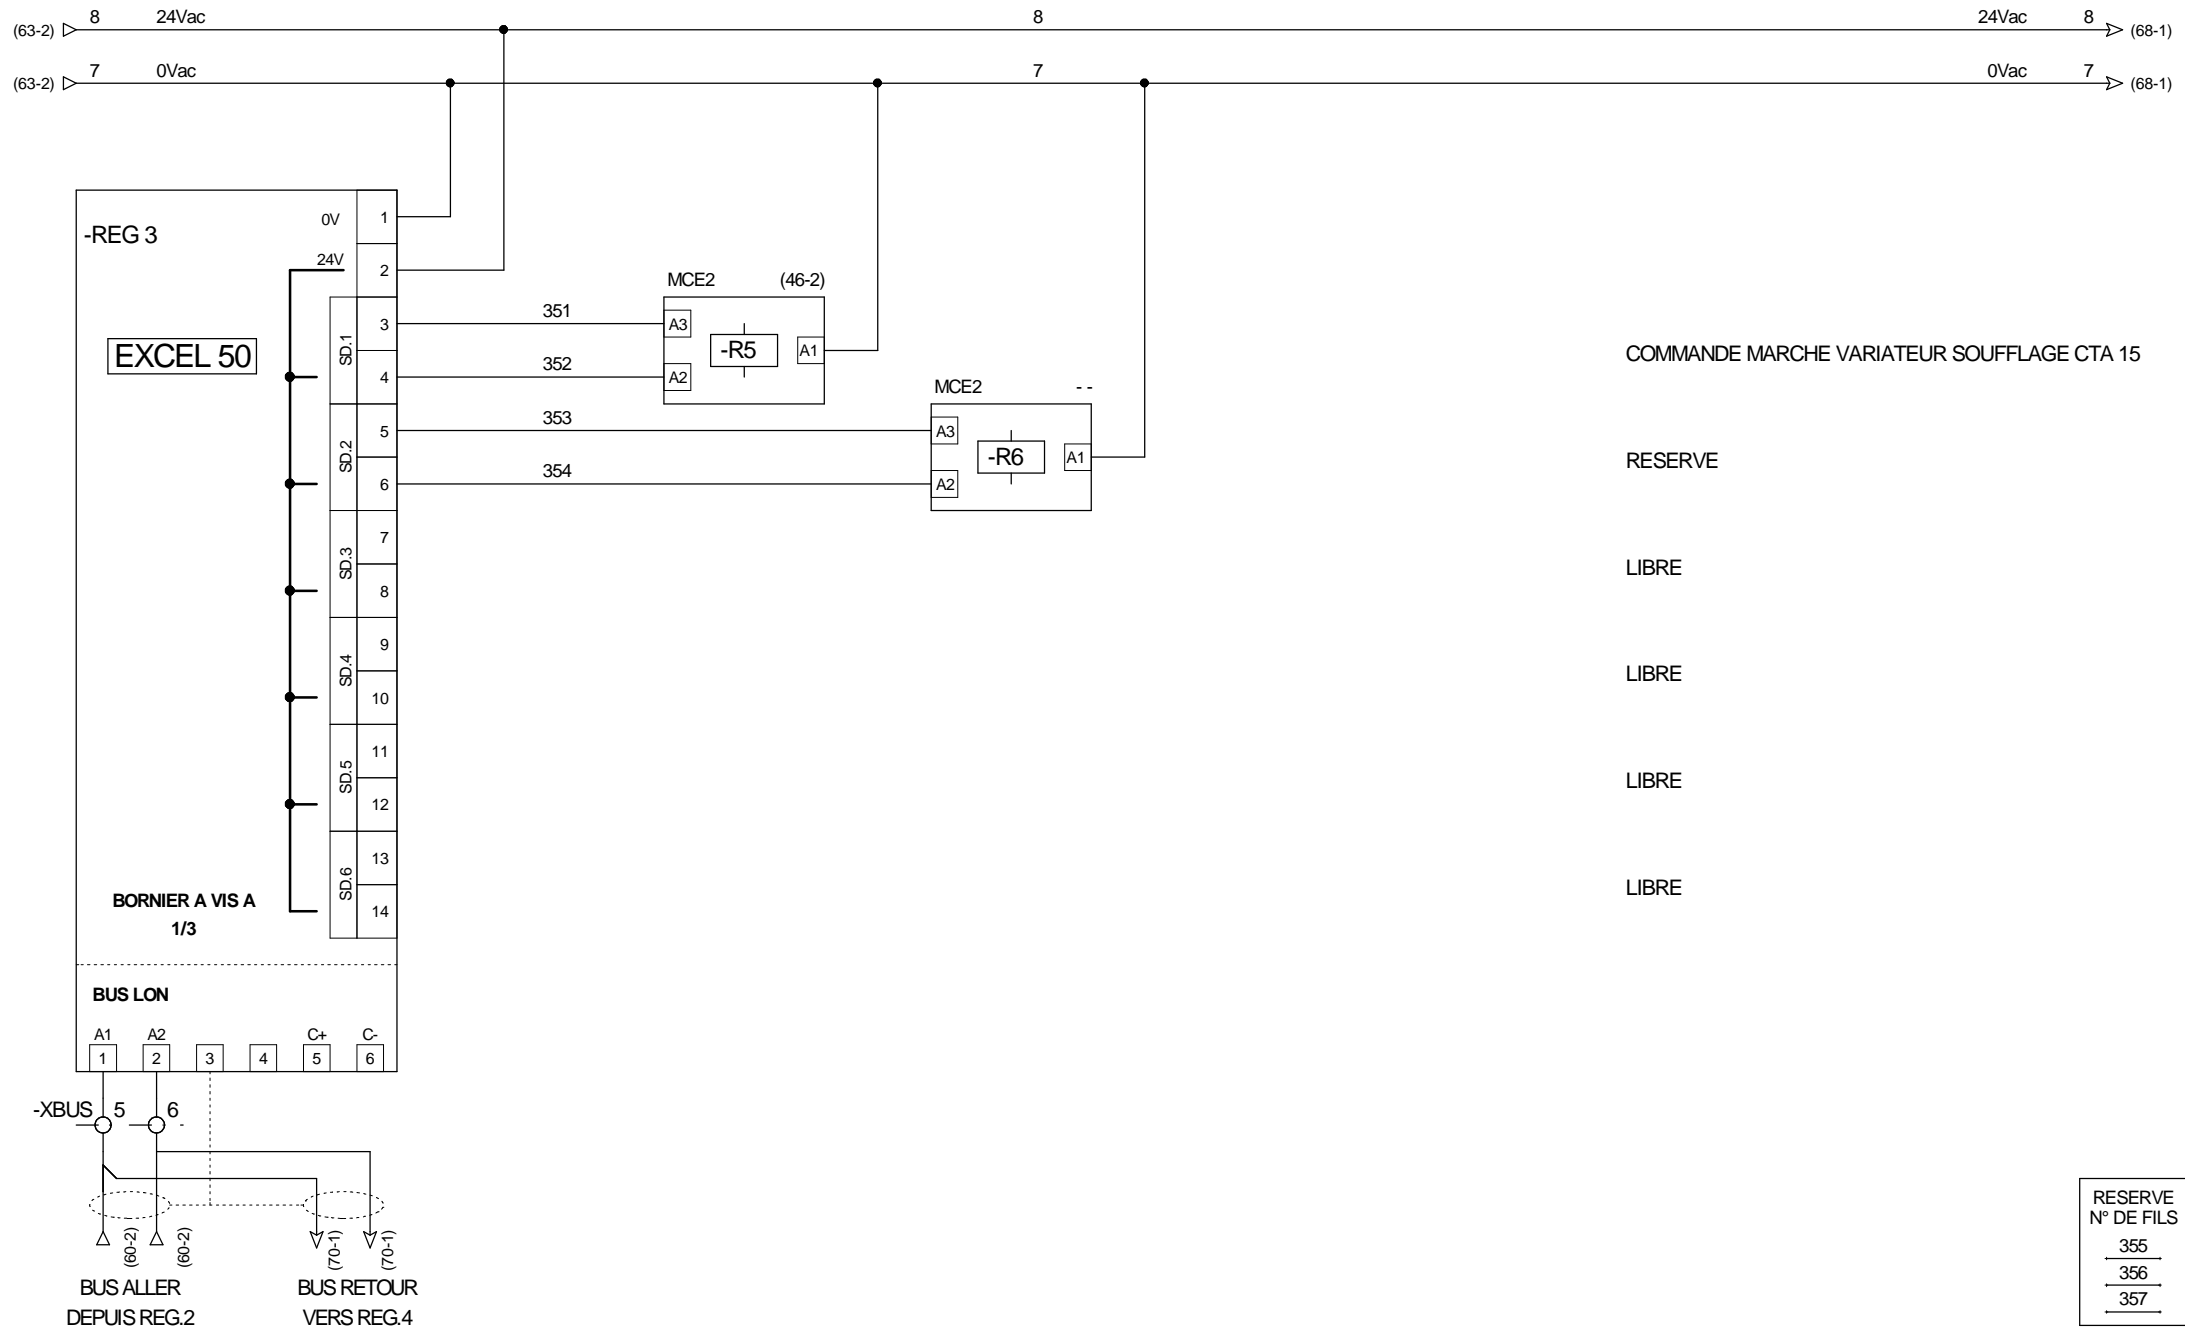 (63-2) 8 24Vac 8 24Vac 8 (68-1)
(63-2) 7 0Vac 7 0Vac 7 (68-1)
-REG 3
0V 1
24V 2
EXCEL 50
SD.1
3
4
SD.2
5
6
SD.3
7
8
SD.4
9
10
SD.5
11
12
SD.6
13
14
351
352
353
354
MCE2 (46-2)
A3
-R5
A1
A2
MCE2 - -
A3
-R6
A1
A2
COMMANDE MARCHE VARIATEUR SOUFFLAGE CTA 15
RESERVE
LIBRE
LIBRE
LIBRE
LIBRE
BORNIER A VIS A
1/3
BUS LON
A1 A2 C+ C-
1 2 3 4 5 6
-XBUS 5 6 -
(60-2) (60-2) (70-1) (70-1)
BUS ALLER
DEPUIS REG.2
BUS RETOUR
VERS REG.4
RESERVE
N° DE FILS
355
356
357